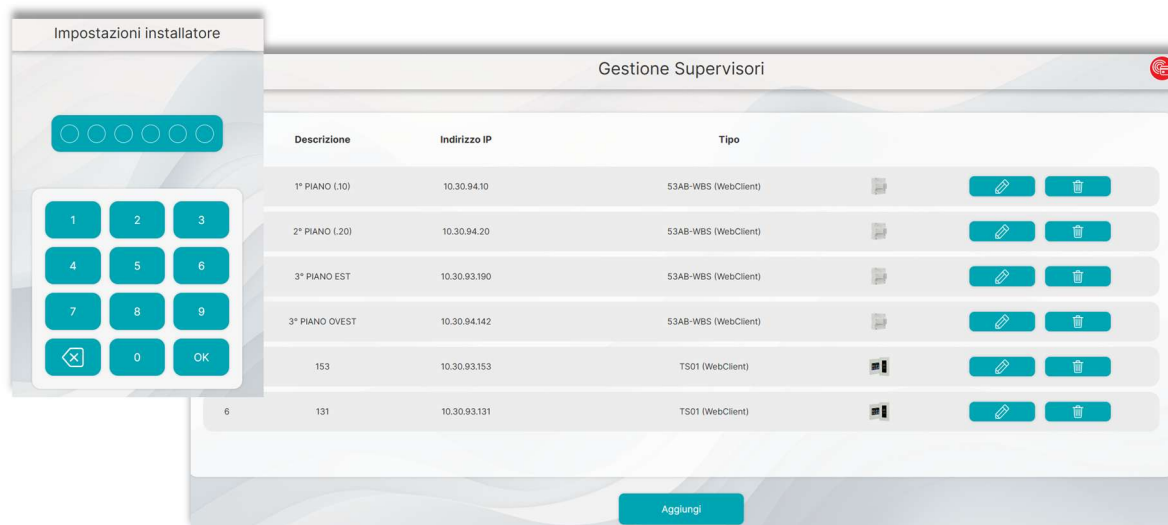 Impostazioni installatore
1 2 3
4 5 6
7 8 9
0 OK
Gestione Supervisori
Descrizione Indirizzo IP Tipo
1° PIANO (.10) 10.30.94.10 53AB-WBS (WebClient)
2° PIANO (.20) 10.30.94.20 53AB-WBS (WebClient)
3° PIANO EST 10.30.93.190 53AB-WBS (WebClient)
3° PIANO OVEST 10.30.94.142 53AB-WBS (WebClient)
153 10.30.93.153 TS01 (WebClient)
6 131 10.30.93.131 TS01 (WebClient)
Aggiungi